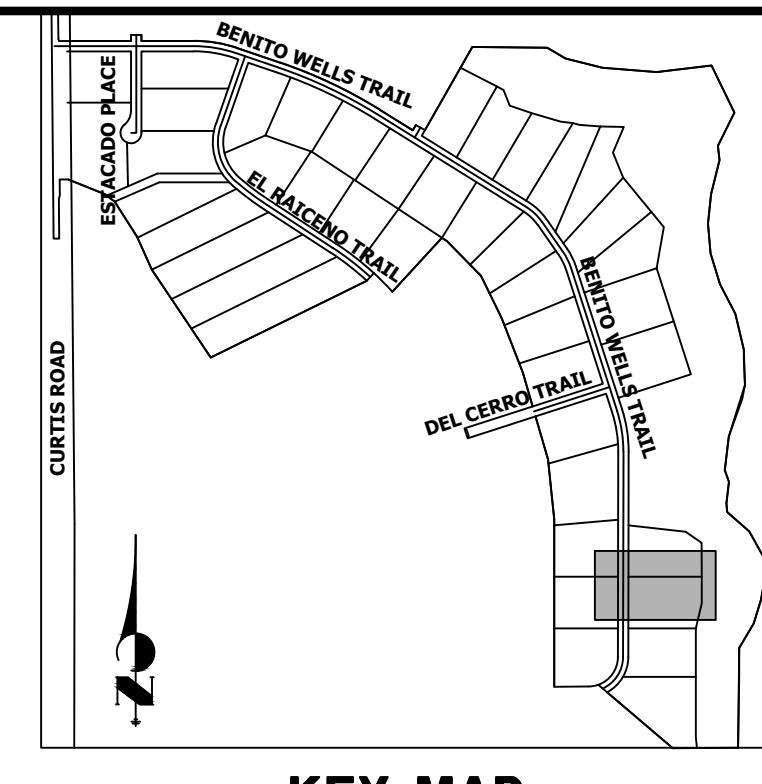 BENITO WELLS TRAIL
ESTACADO PLACE
EL RAICENO TRAIL
BENITO WELLS TRAIL
CURTIS ROAD
DEL CERRO TRAIL
N
KEY MAP